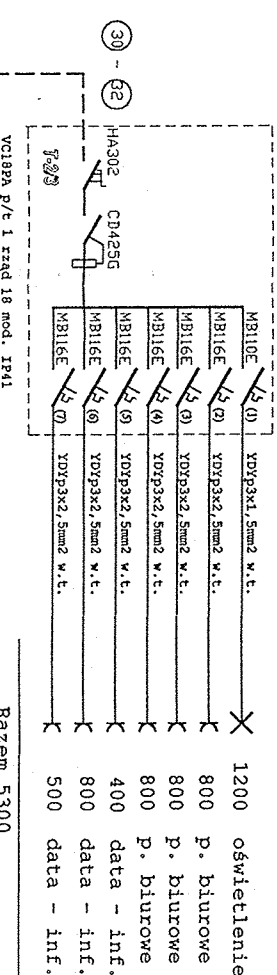 30 - 32
HA302
T-2/3
CD425G
MB110E (1) YDYp3x1,5mm2 w.t. 1200 oświetlenie
MB116E (2) YDYp3x2,5mm2 w.t. 800 p. biurowe
MB116E (3) YDYp3x2,5mm2 w.t. 800 p. biurowe
MB116E (4) YDYp3x2,5mm2 w.t. 800 p. biurowe
MB116E (5) YDYp3x2,5mm2 w.t. 400 data - inf.
MB116E (6) YDYp3x2,5mm2 w.t. 800 data - inf.
MB116E (7) YDYp3x2,5mm2 w.t. 500 data - inf.
VC18PA p/t 1 rząd 18 mod. IP41
Razem 5300